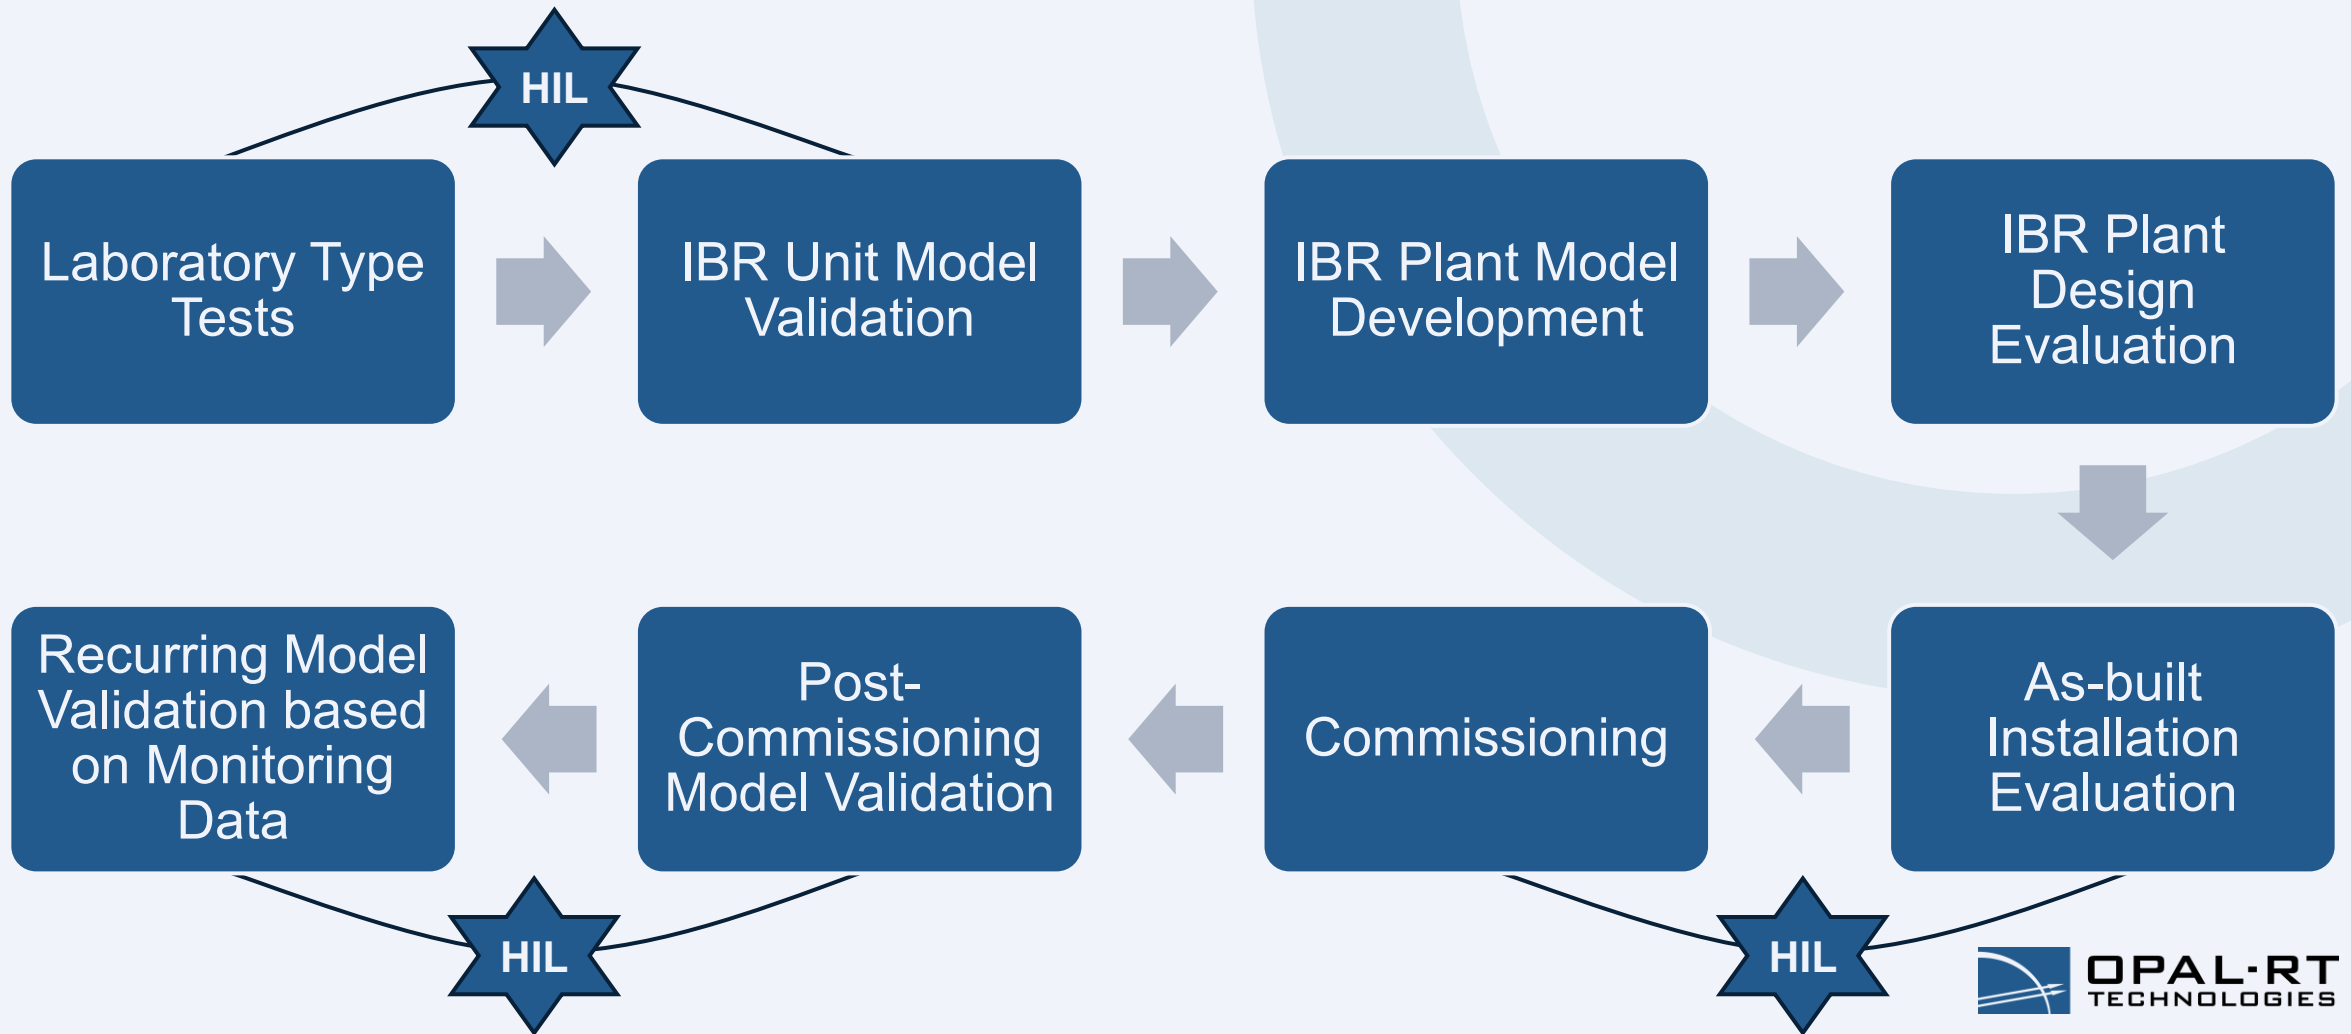 HIL
Laboratory Type
Tests
IBR Unit Model
Validation
IBR Plant Model
Development
IBR Plant
Design
Evaluation
As-built
Installation
Evaluation
Commissioning
Post-
Commissioning
Model Validation
Recurring Model
Validation based
on Monitoring
Data
HIL
HIL
OPAL-RT
TECHNOLOGIES